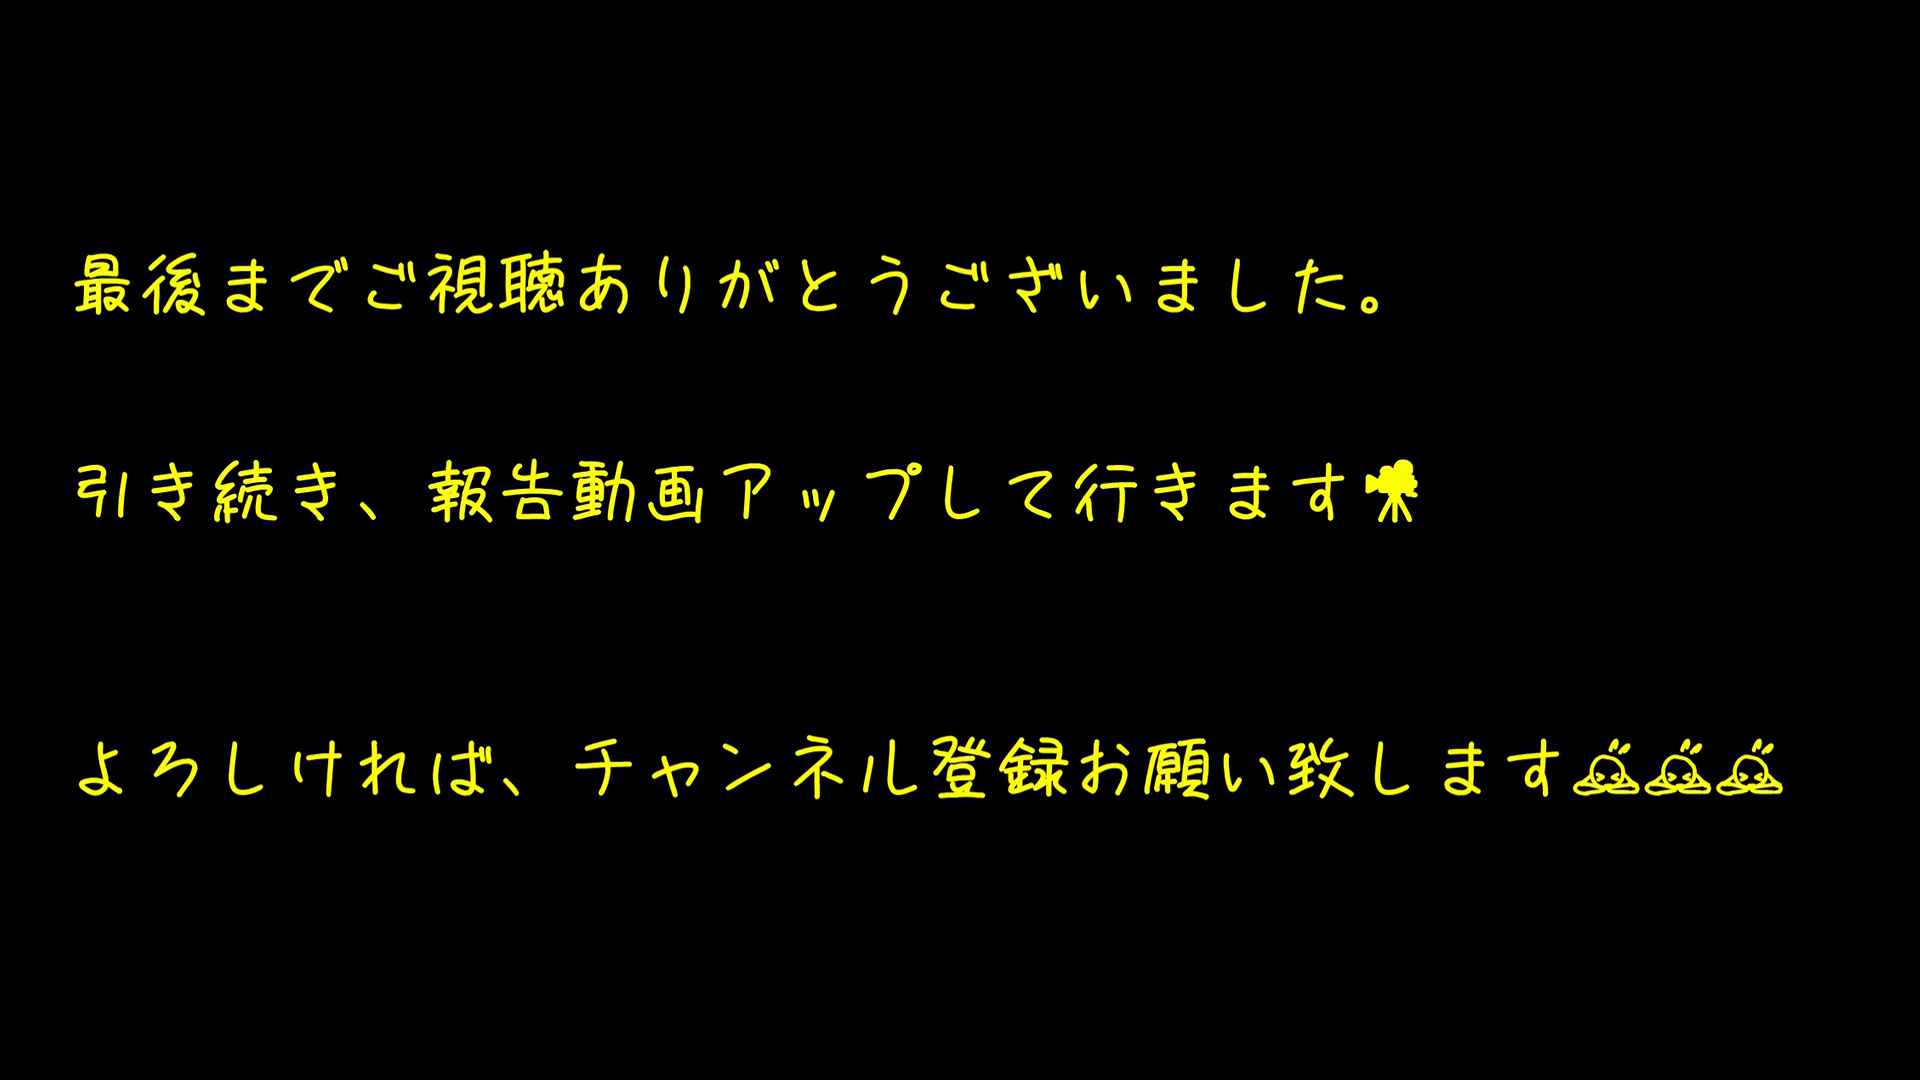 最後までご視聴ありがとうございました。
引き続き、報告動画アップして行きます🎥
よろしければ、チャンネル登録お願い致します🙇🙇🙇